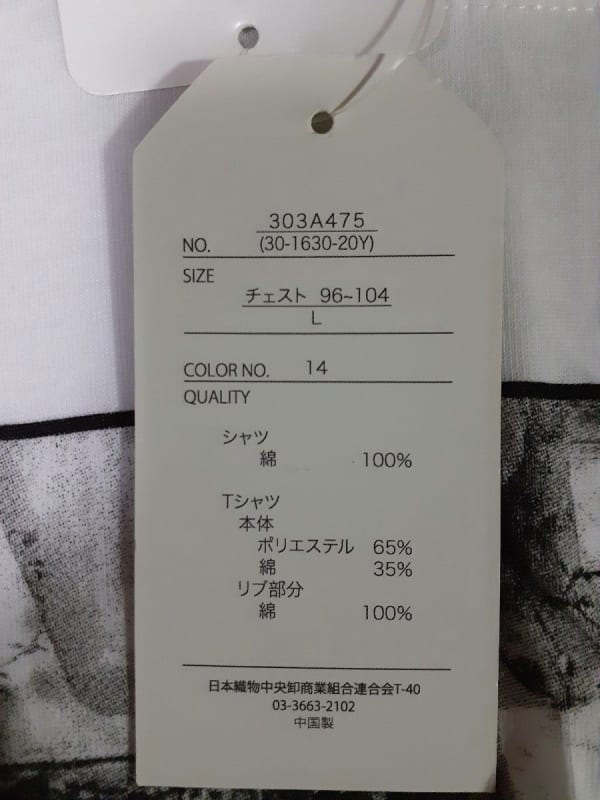 303A475
NO. (30-1630-20Y)
SIZE
チェスト 96~104
L
COLOR NO. 14
QUALITY
シャツ
綿 100%
Tシャツ
本体
ポリエステル 65%
綿 35%
リブ部分
綿 100%
日本織物中央卸商業組合連合会T-40
03-3663-2102
中国製